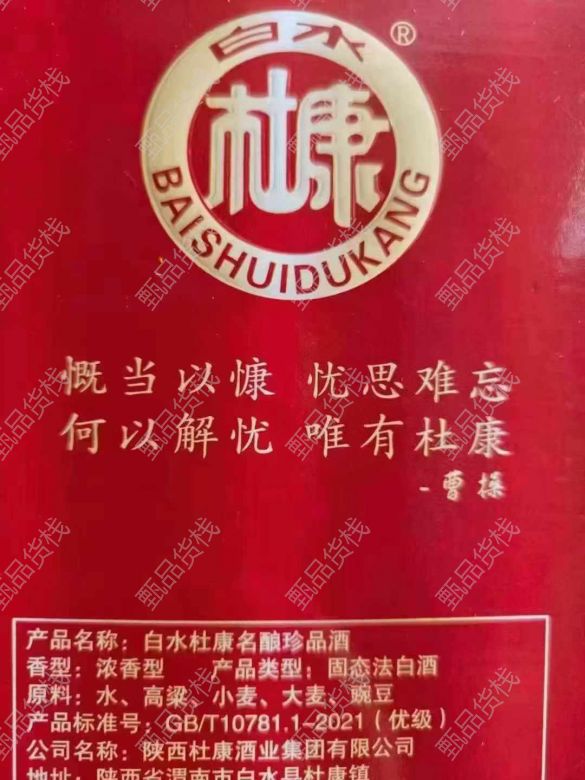 白水
®
杜康
BAISHUIDUKANG
慨当以慷 忧思难忘
何以解忧 唯有杜康
-曹操
产品名称：白水杜康名酿珍品酒
香型：浓香型 产品类型：固态法白酒
原料：水、高粱、小麦、大麦、豌豆
产品标准号：GB/T10781.1-2021（优级）
公司名称：陕西杜康酒业集团有限公司
地址：陕西省渭南市白水县杜康镇
甄品货栈